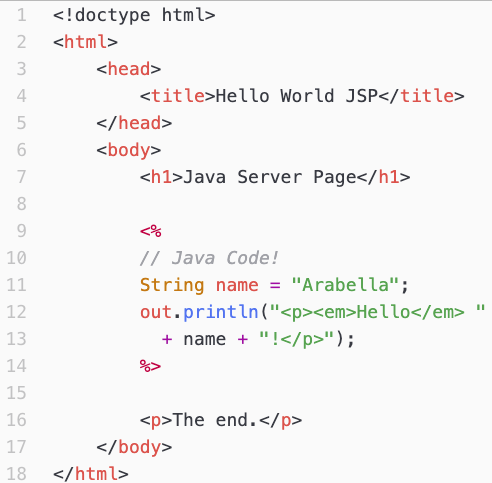 1 <!doctype html>
2 <html>
3     <head>
4         <title>Hello World JSP</title>
5     </head>
6     <body>
7         <h1>Java Server Page</h1>
8
9         <%
10         // Java Code!
11         String name = "Arabella";
12         out.println("<p><em>Hello</em> "
13           + name + "!</p>");
14         %>
15
16         <p>The end.</p>
17     </body>
18 </html>